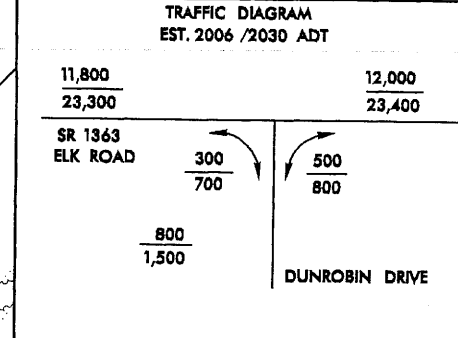 TRAFFIC DIAGRAM
EST. 2006 /2030 ADT
11,800
23,300
12,000
23,400
SR 1363
ELK ROAD
300
700
500
800
800
1,500
DUNROBIN DRIVE